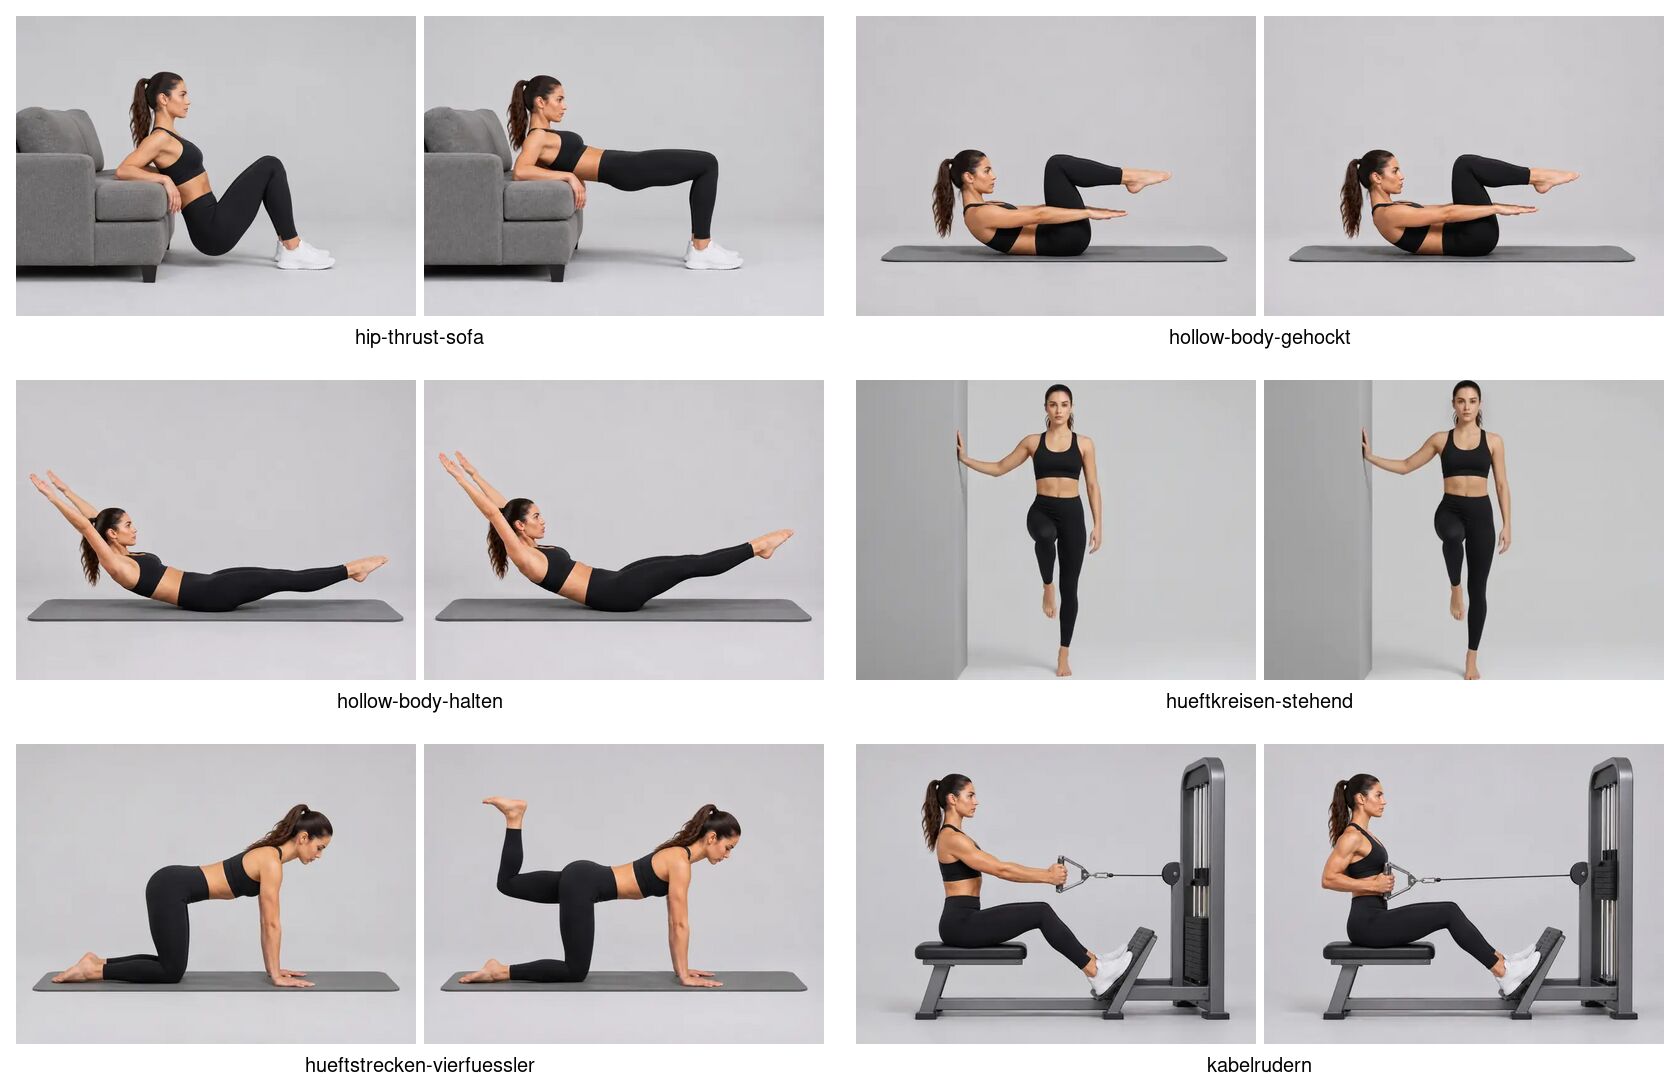 hip-thrust-sofa
hollow-body-gehockt
hollow-body-halten
hueftkreisen-stehend
hueftstrecken-vierfuessler
kabelrudern